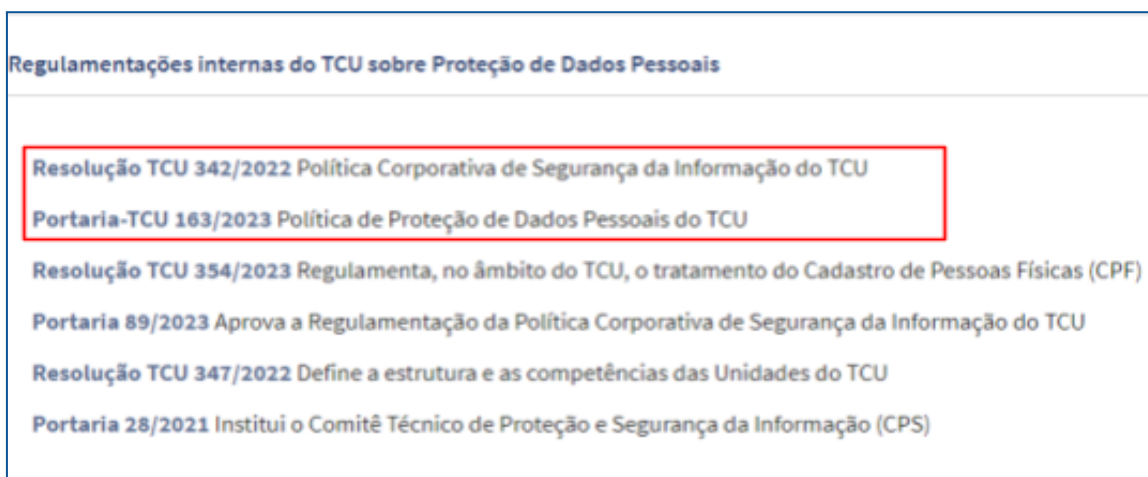 Regulamentações internas do TCU sobre Proteção de Dados Pessoais
Resolução TCU 342/2022 Política Corporativa de Segurança da Informação do TCU
Portaria-TCU 163/2023 Política de Proteção de Dados Pessoais do TCU
Resolução TCU 354/2023 Regulamenta, no âmbito do TCU, o tratamento do Cadastro de Pessoas Físicas (CPF)
Portaria 89/2023 Aprova a Regulamentação da Política Corporativa de Segurança da Informação do TCU
Resolução TCU 347/2022 Define a estrutura e as competências das Unidades do TCU
Portaria 28/2021 Institui o Comitê Técnico de Proteção e Segurança da Informação (CPS)